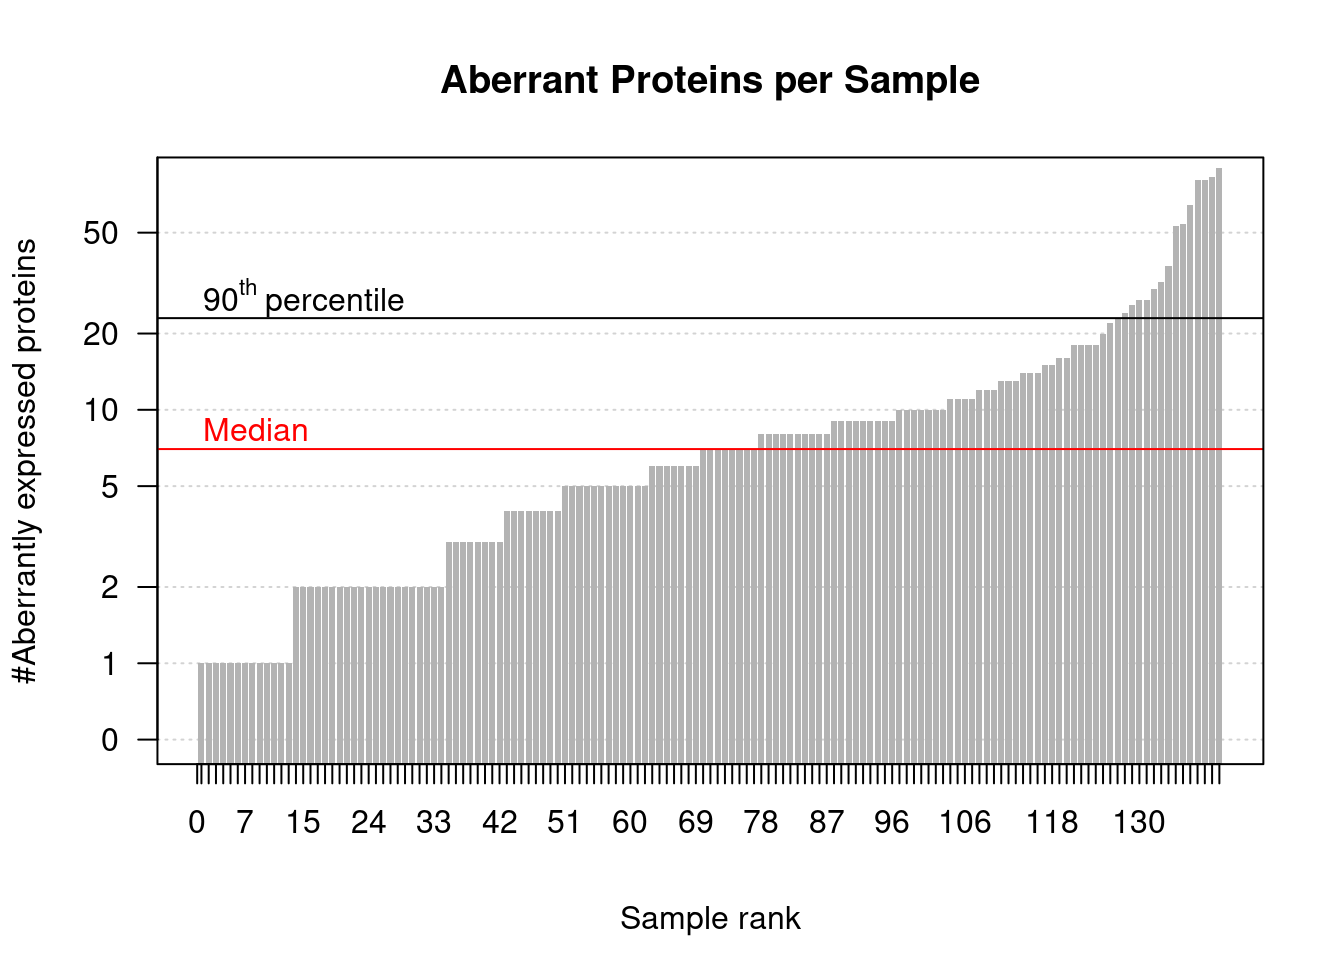 Aberrant Proteins per Sample
#Aberrantly expressed proteins
50
20
10
5
2
1
0
90th percentile
Median
0 7 15 24 33 42 51 60 69 78 87 96 106 118 130
Sample rank